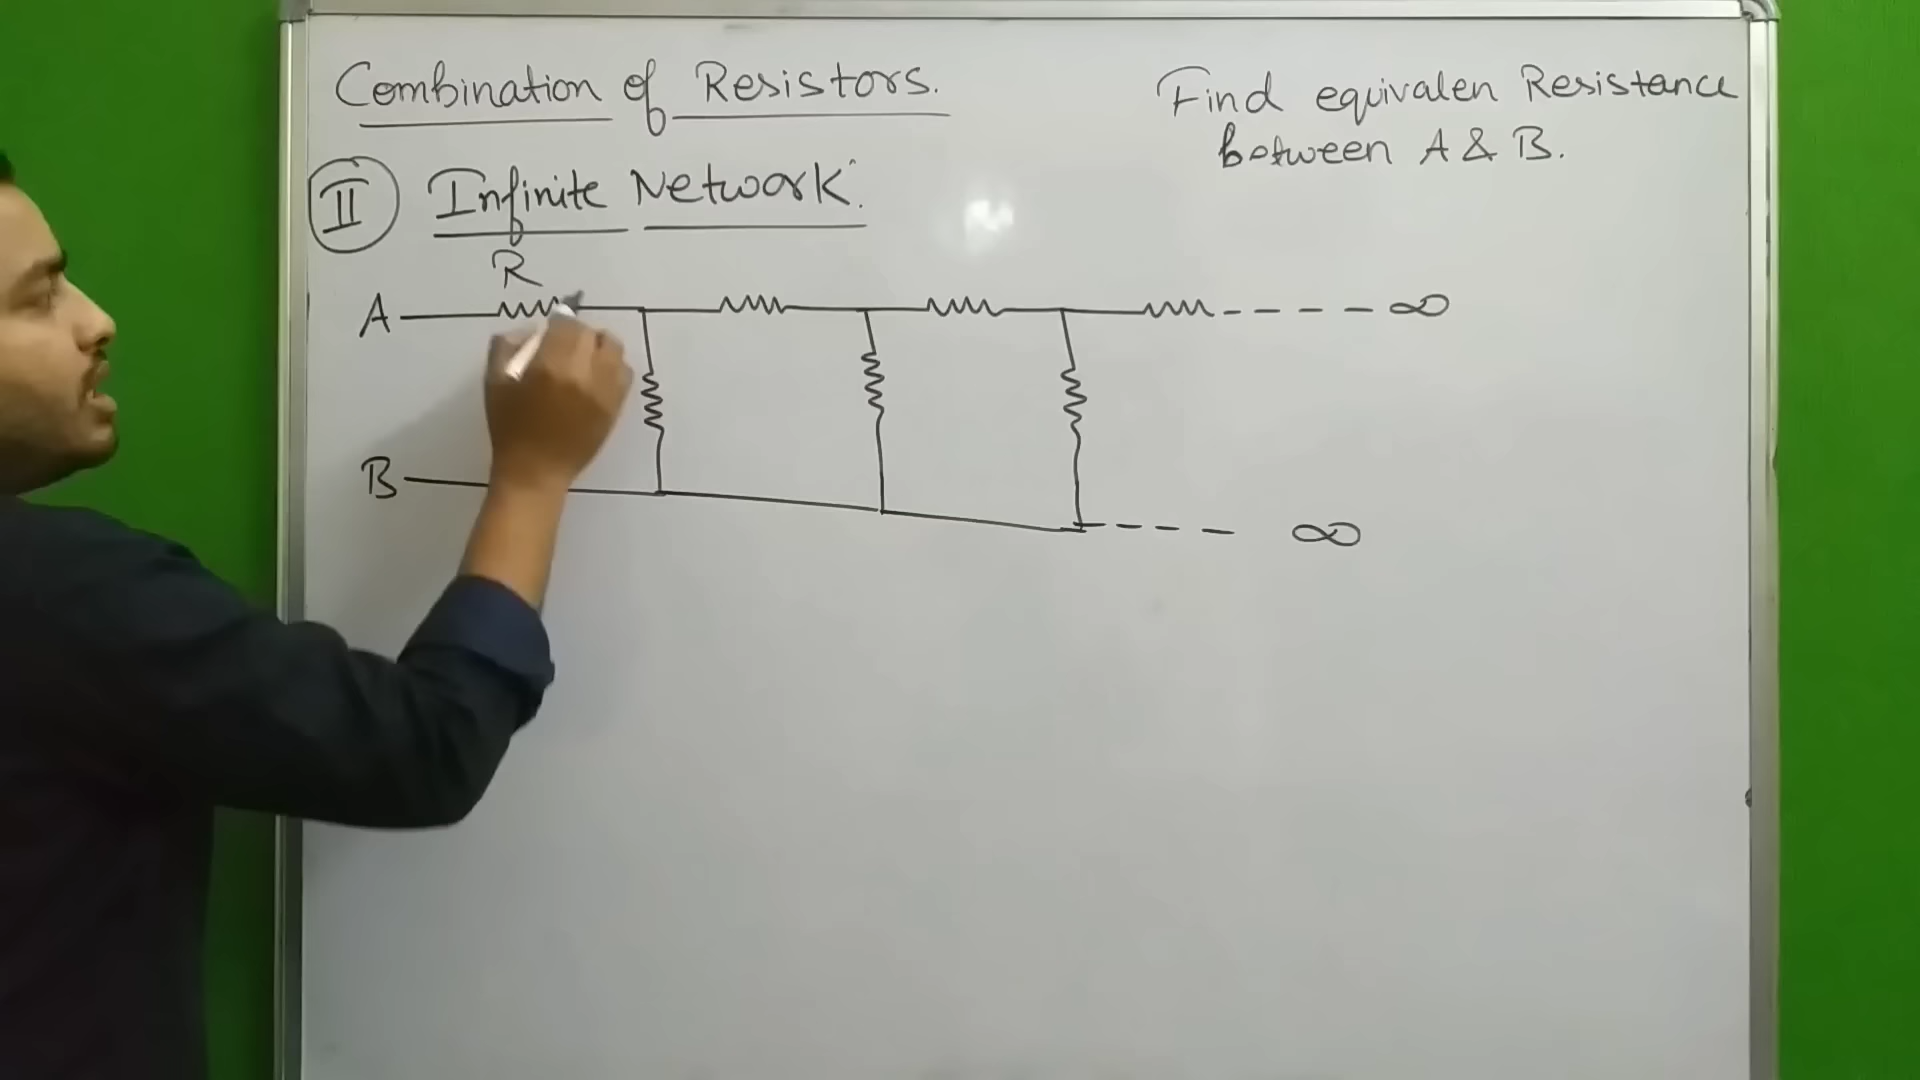 Combination of Resistors.
Find equivalen Resistance
between A & B.
II Infinite Network.
R
A ∞
B ∞